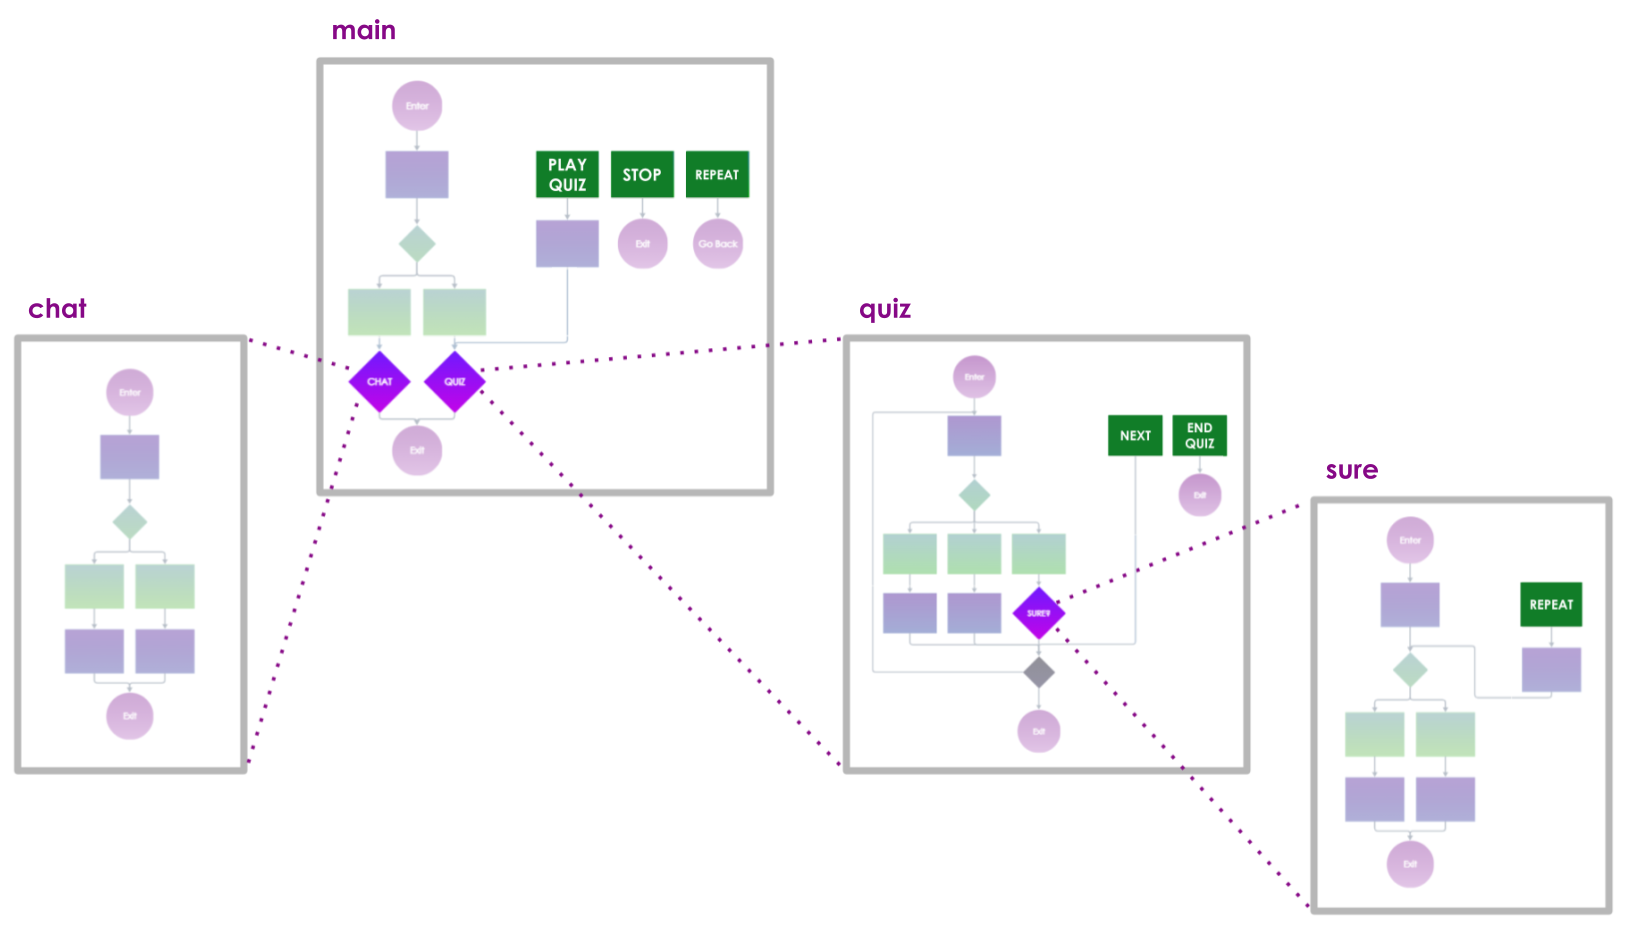 main
Enter
PLAY
QUIZ
STOP
REPEAT
Exit
Go Back
CHAT
QUIZ
Exit
chat
Enter
Exit
quiz
Enter
NEXT
END
QUIZ
Exit
SURE?
Exit
sure
Enter
REPEAT
Exit